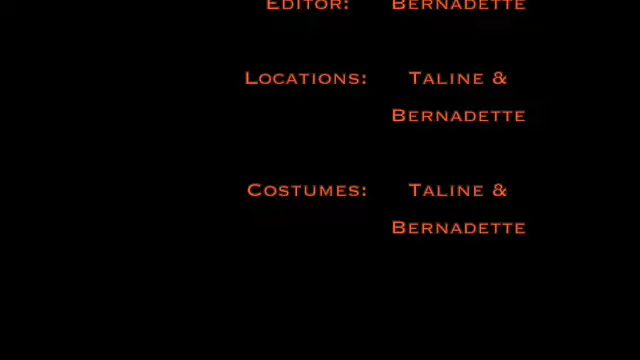 EDITOR: BERNADETTE
LOCATIONS: TALINE &
BERNADETTE
COSTUMES: TALINE &
BERNADETTE